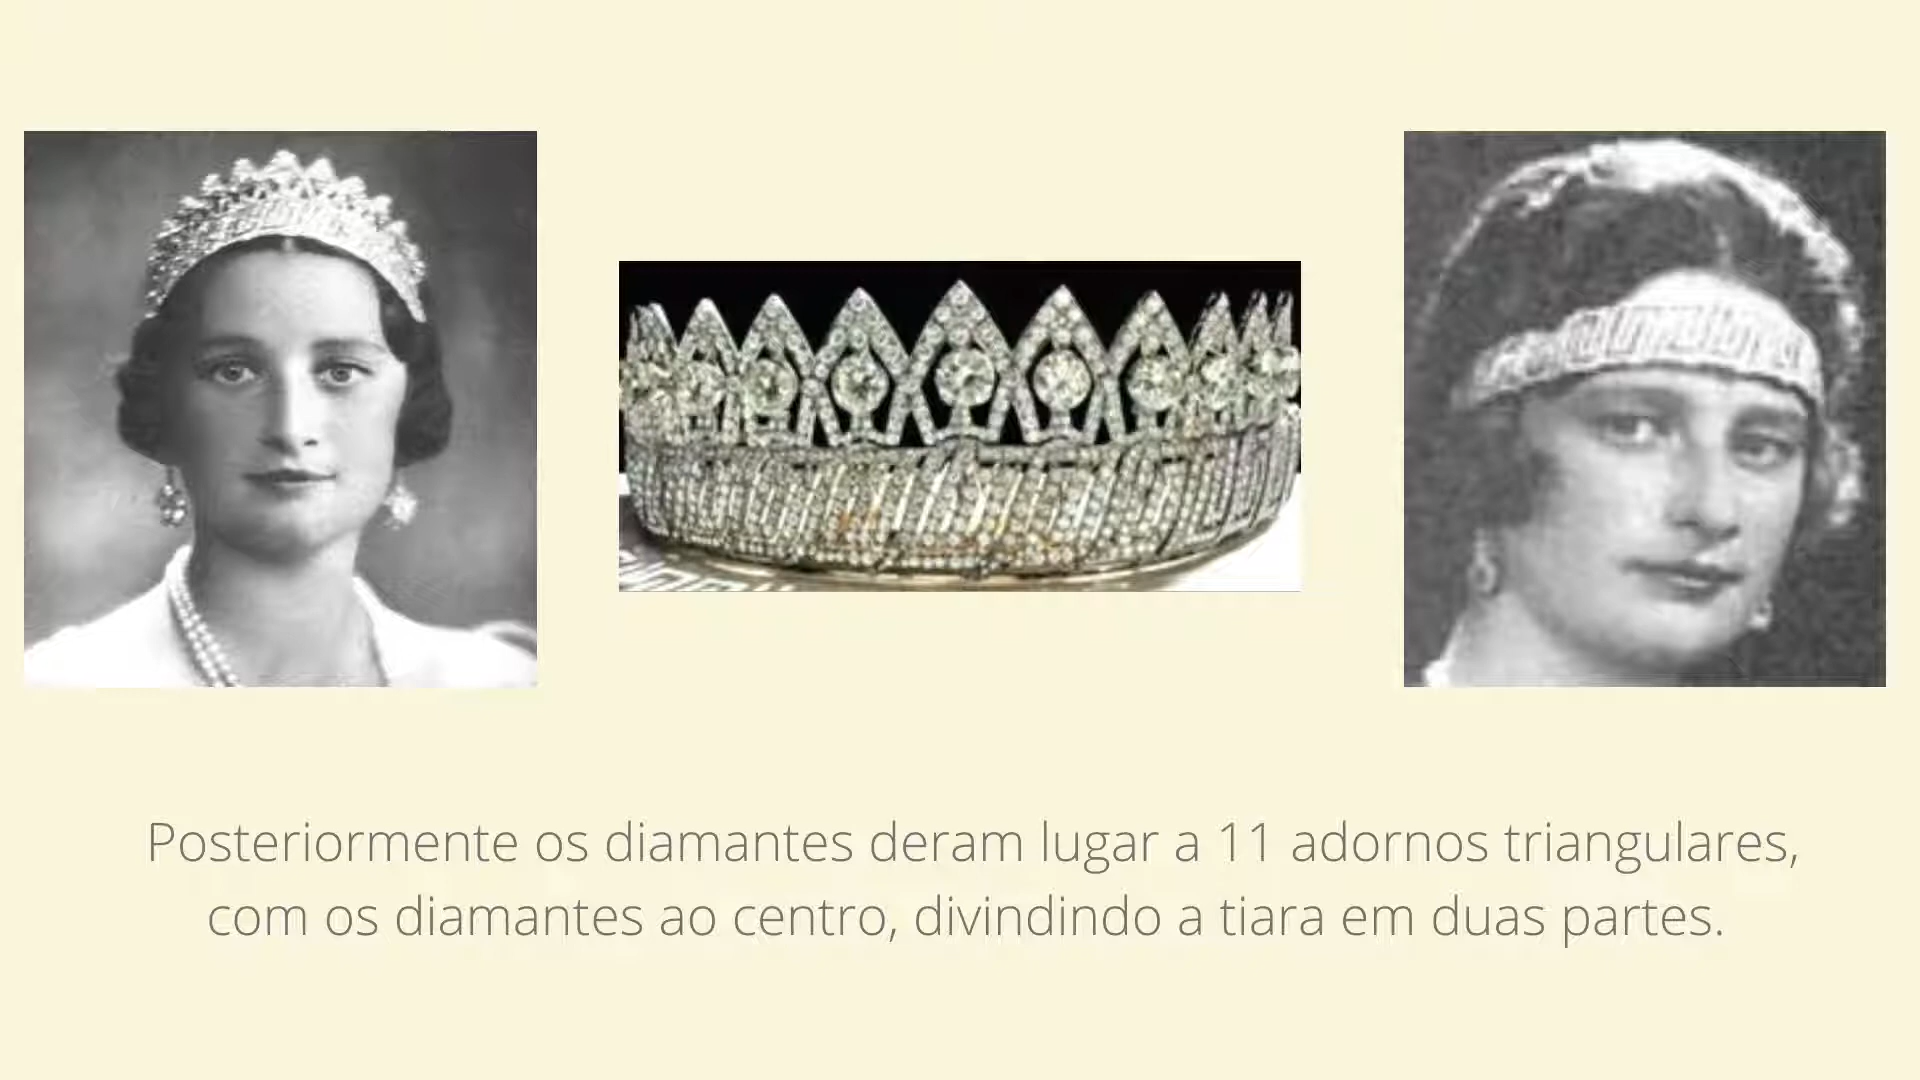 Posteriormente os diamantes deram lugar a 11 adornos triangulares,
com os diamantes ao centro, divindindo a tiara em duas partes.